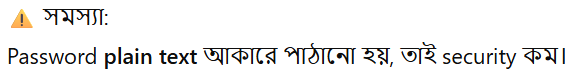 ⚠️ সমস্যা:
Password plain text আকারে পাঠানো হয়, তাই security কম।